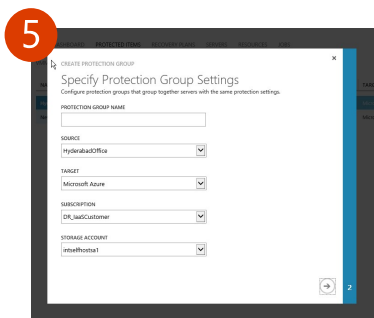 5
DASHBOARD PROTECTED ITEMS RECOVERY PLANS SERVERS RESOURCES JOBS
CREATE PROTECTION GROUP
Specify Protection Group Settings
Configure protection groups that group together servers with the same protection settings.
PROTECTION GROUP NAME
SOURCE
HyderabadOffice
TARGET
Microsoft Azure
SUBSCRIPTION
DR_IaaSCustomer
STORAGE ACCOUNT
intselfhostsa1
2